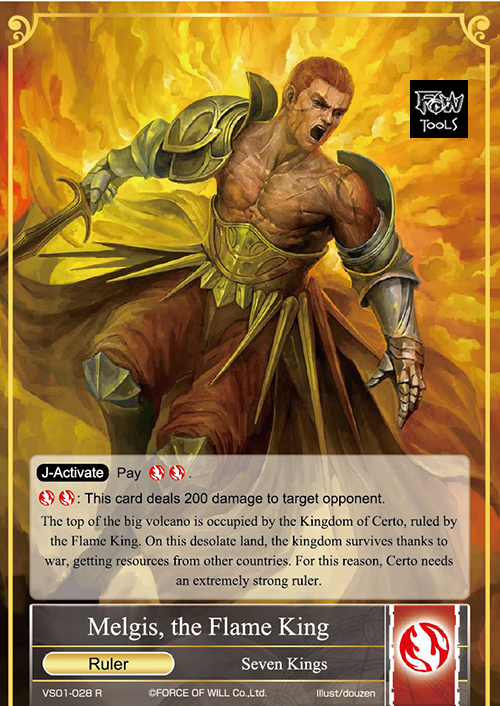 FOW
TOOLS
J-Activate Pay .
: This card deals 200 damage to target opponent.
The top of the big volcano is occupied by the Kingdom of Certo, ruled by
the Flame King. On this desolate land, the kingdom survives thanks to
war, getting resources from other countries. For this reason, Certo needs
an extremely strong ruler.
Melgis, the Flame King
Ruler Seven Kings
VS01-028 R ©FORCE OF WILL Co.,Ltd. Illust/douzen